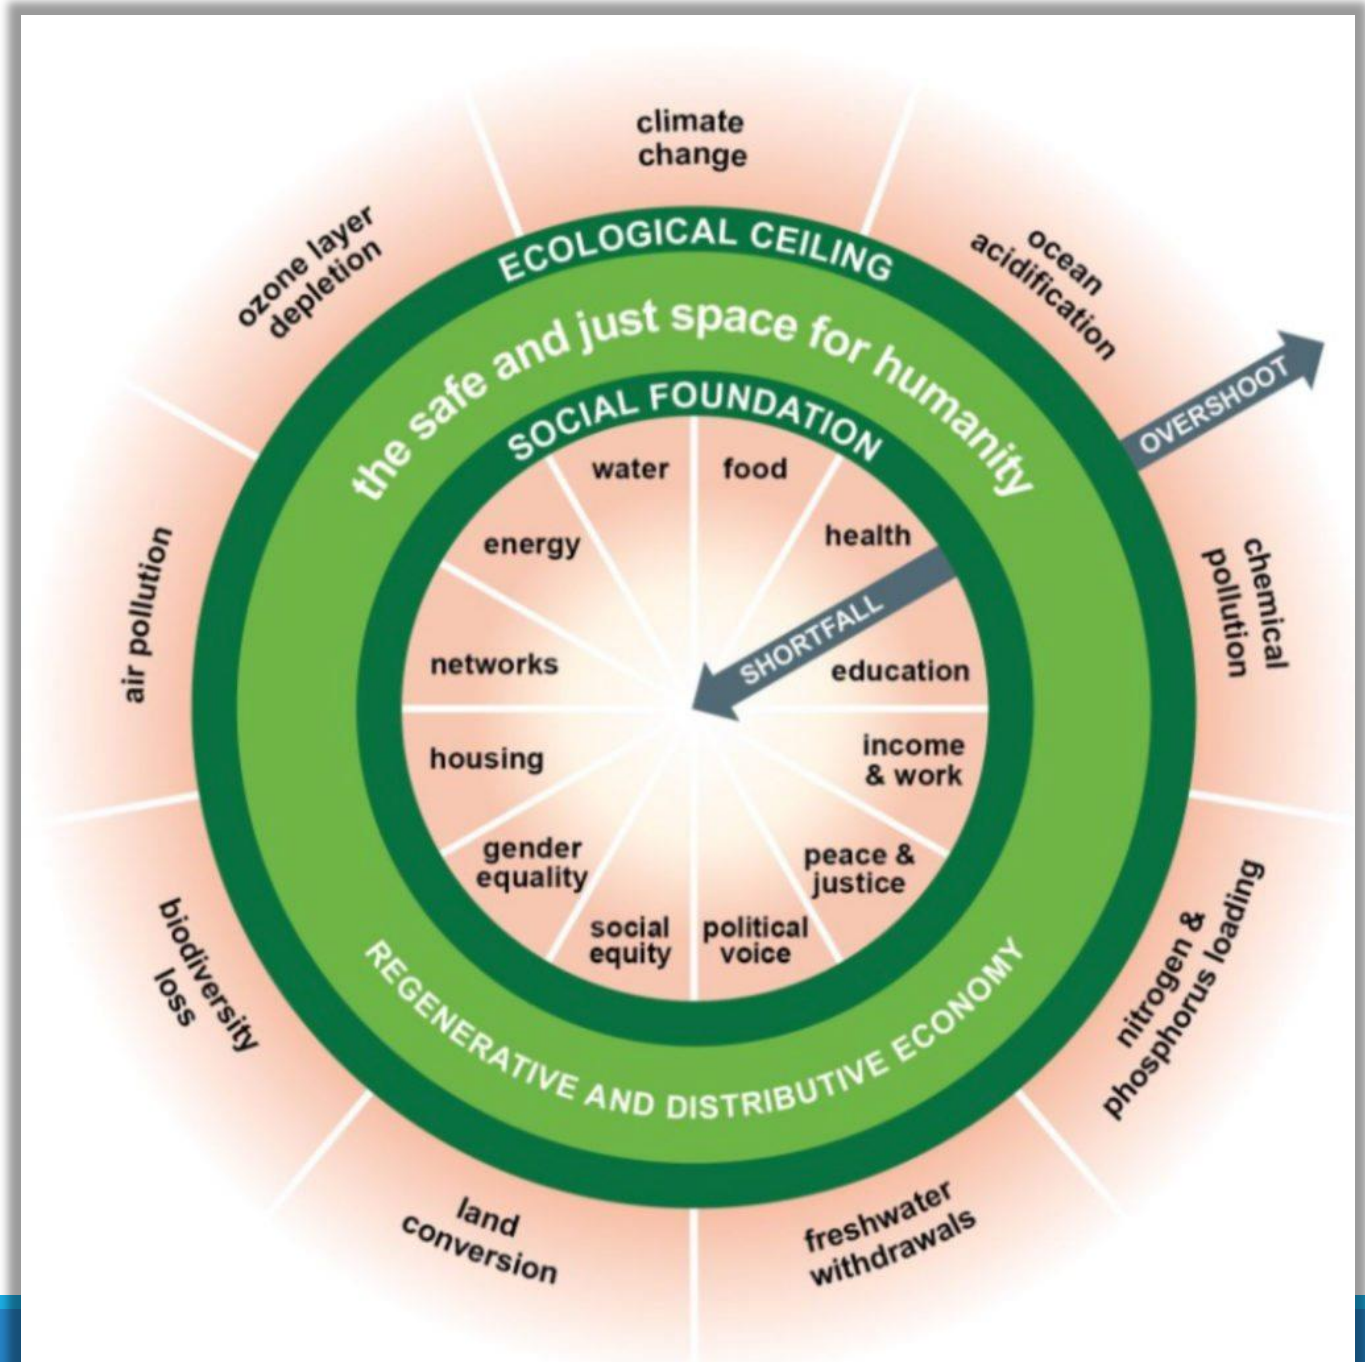 climate
change
ocean
acidification
OVERSHOOT
chemical
pollution
nitrogen &
phosphorus loading
freshwater
withdrawals
land
conversion
biodiversity
loss
air pollution
ozone layer
depletion
ECOLOGICAL CEILING
the safe and just space for humanity
SOCIAL FOUNDATION
water
food
health
SHORTFALL
education
income
& work
peace &
justice
political
voice
social
equity
gender
equality
housing
networks
energy
REGENERATIVE AND DISTRIBUTIVE ECONOMY